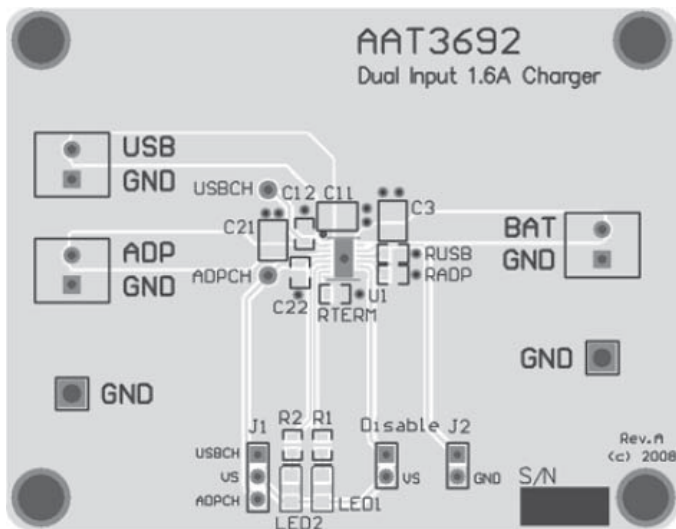 AAT3692
Dual Input 1.6A Charger
USB
GND
USBCH
C12
C11
C3
C21
ADP
GND
ADPCH
BAT
GND
RUSB
RADP
U1
C22
RTERM
GND
GND
J1
R2
R1
Disable
J2
Rev.A
(c) 2008
USBCH
VS
ADPCH
VS
GND
S/N
LED1
LED2